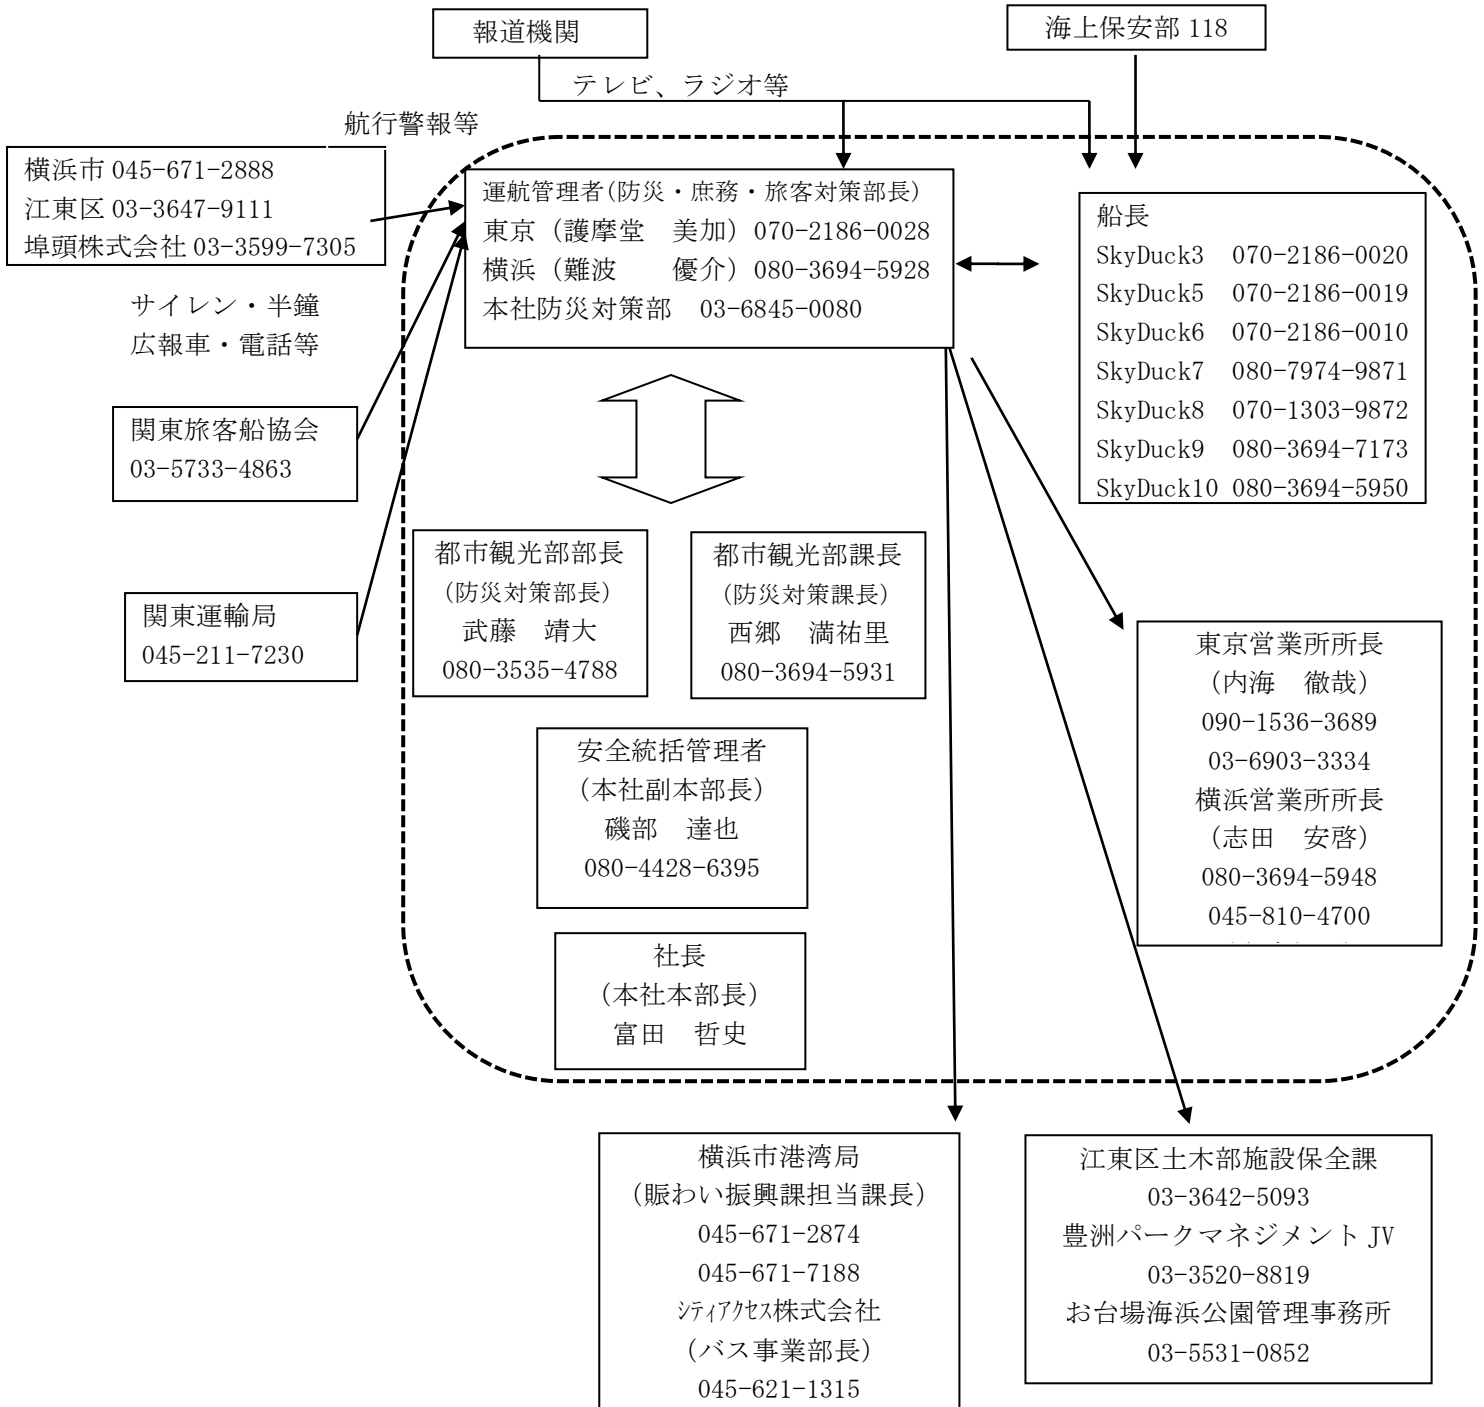 報道機関
海上保安部 118
テレビ、ラジオ等
航行警報等
横浜市 045-671-2888
江東区 03-3647-9111
埠頭株式会社 03-3599-7305
運航管理者(防災・庶務・旅客対策部長)
東京（護摩堂　美加）070-2186-0028
横浜（難波　　優介）080-3694-5928
本社防災対策部　03-6845-0080
船長
SkyDuck3　070-2186-0020
SkyDuck5　070-2186-0019
SkyDuck6　070-2186-0010
SkyDuck7　080-7974-9871
SkyDuck8　070-1303-9872
SkyDuck9　080-3694-7173
SkyDuck10 080-3694-5950
サイレン・半鐘
広報車・電話等
関東旅客船協会
03-5733-4863
関東運輸局
045-211-7230
都市観光部部長
（防災対策部長）
武藤　靖大
080-3535-4788
都市観光部課長
（防災対策課長）
西郷　満祐里
080-3694-5931
安全統括管理者
（本社副本部長）
磯部　達也
080-4428-6395
社長
（本社本部長）
富田　哲史
東京営業所所長
（内海　徹哉）
090-1536-3689
03-6903-3334
横浜営業所所長
（志田　安啓）
080-3694-5948
045-810-4700
横浜市港湾局
（賑わい振興課担当課長）
045-671-2874
045-671-7188
ｼﾃｨｱｸｾｽ株式会社
（バス事業部長）
045-621-1315
江東区土木部施設保全課
03-3642-5093
豊洲パークマネジメント JV
03-3520-8819
お台場海浜公園管理事務所
03-5531-0852